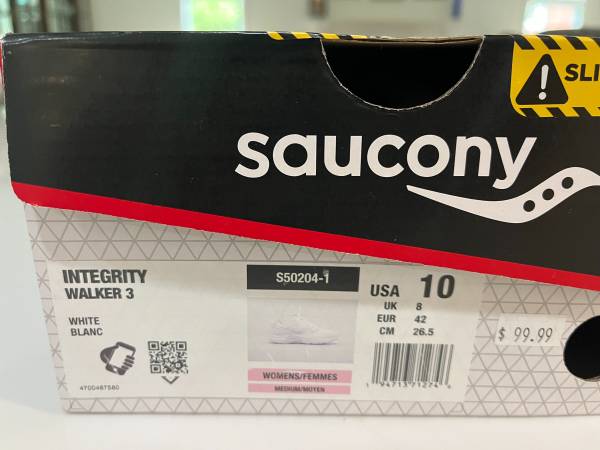 SLI
saucony
INTEGRITY
WALKER 3
WHITE
BLANC
4700487580
S50204-1
WOMENS/FEMMES
MEDIUM/MOYEN
USA 10
UK 8
EUR 42
CM 26.5
$ 99.99